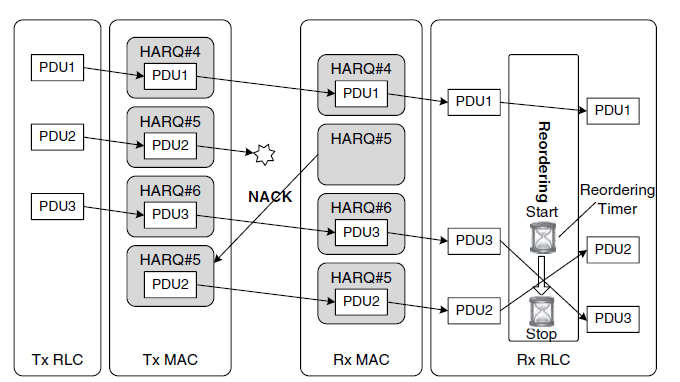 PDU1
PDU2
PDU3
Tx RLC
HARQ#4
PDU1
HARQ#5
PDU2
HARQ#6
PDU3
HARQ#5
PDU2
Tx MAC
NACK
HARQ#4
PDU1
HARQ#5
HARQ#6
PDU3
HARQ#5
PDU2
Rx MAC
PDU1
PDU3
PDU2
Reordering
Start
Stop
Reordering
Timer
PDU1
PDU2
PDU3
Rx RLC